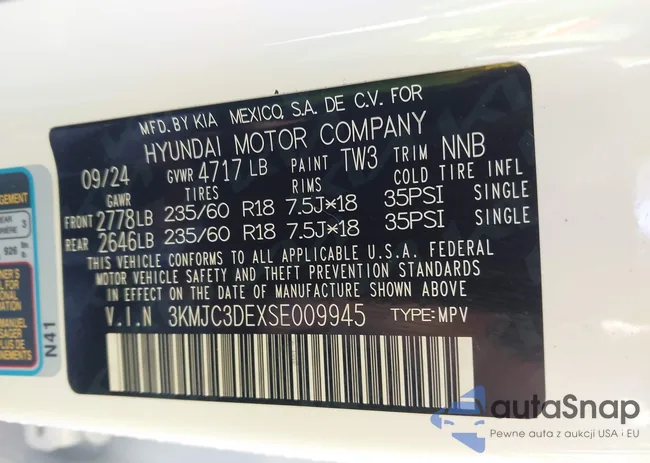 MFD. BY KIA MEXICO, S.A. DE C.V. FOR
HYUNDAI MOTOR COMPANY
09/24 GVWR 4717 LB PAINT TW3 TRIM NNB
GAWR TIRES RIMS COLD TIRE INFL
FRONT 2778LB 235/60 R18 7.5J×18 35PSI SINGLE
REAR 2646LB 235/60 R18 7.5J×18 35PSI SINGLE
THIS VEHICLE CONFORMS TO ALL APPLICABLE U.S.A. FEDERAL
MOTOR VEHICLE SAFETY AND THEFT PREVENTION STANDARDS
IN EFFECT ON THE DATE OF MANUFACTURE SHOWN ABOVE
V.I.N 3KMJC3DEXSE009945 TYPE: MPV
926
N41
autaSnap
Pewne auta z aukcji USA i EU